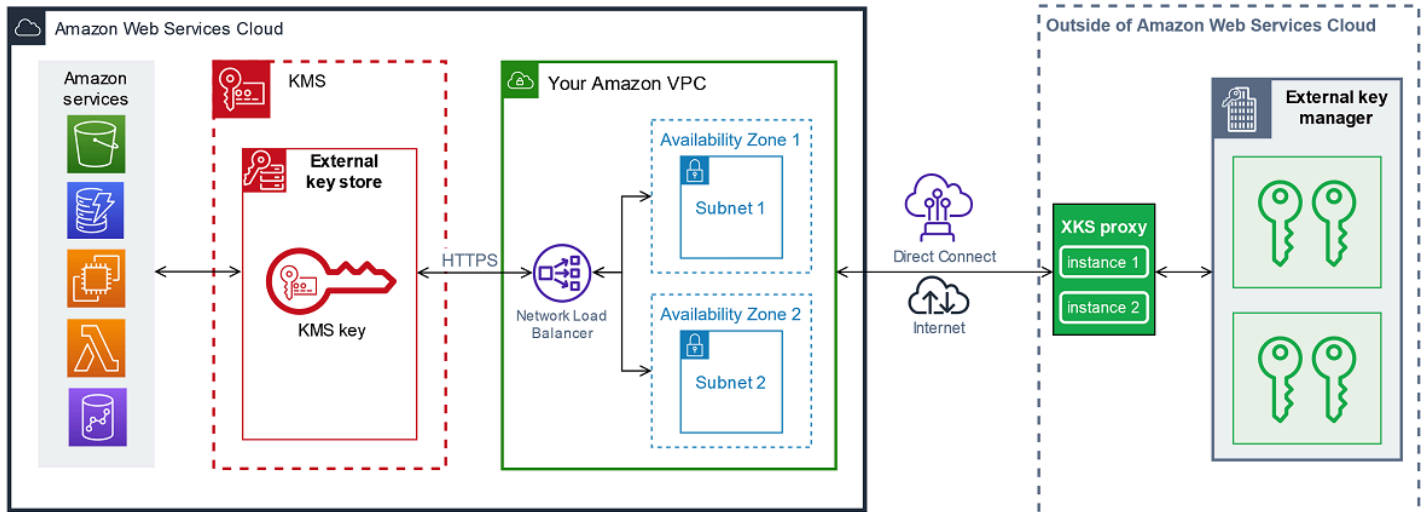 Amazon Web Services Cloud
Amazon
services
KMS
External
key store
KMS key
HTTPS
Your Amazon VPC
Network Load
Balancer
Availability Zone 1
Subnet 1
Availability Zone 2
Subnet 2
Direct Connect
Internet
Outside of Amazon Web Services Cloud
XKS proxy
instance 1
instance 2
External key
manager